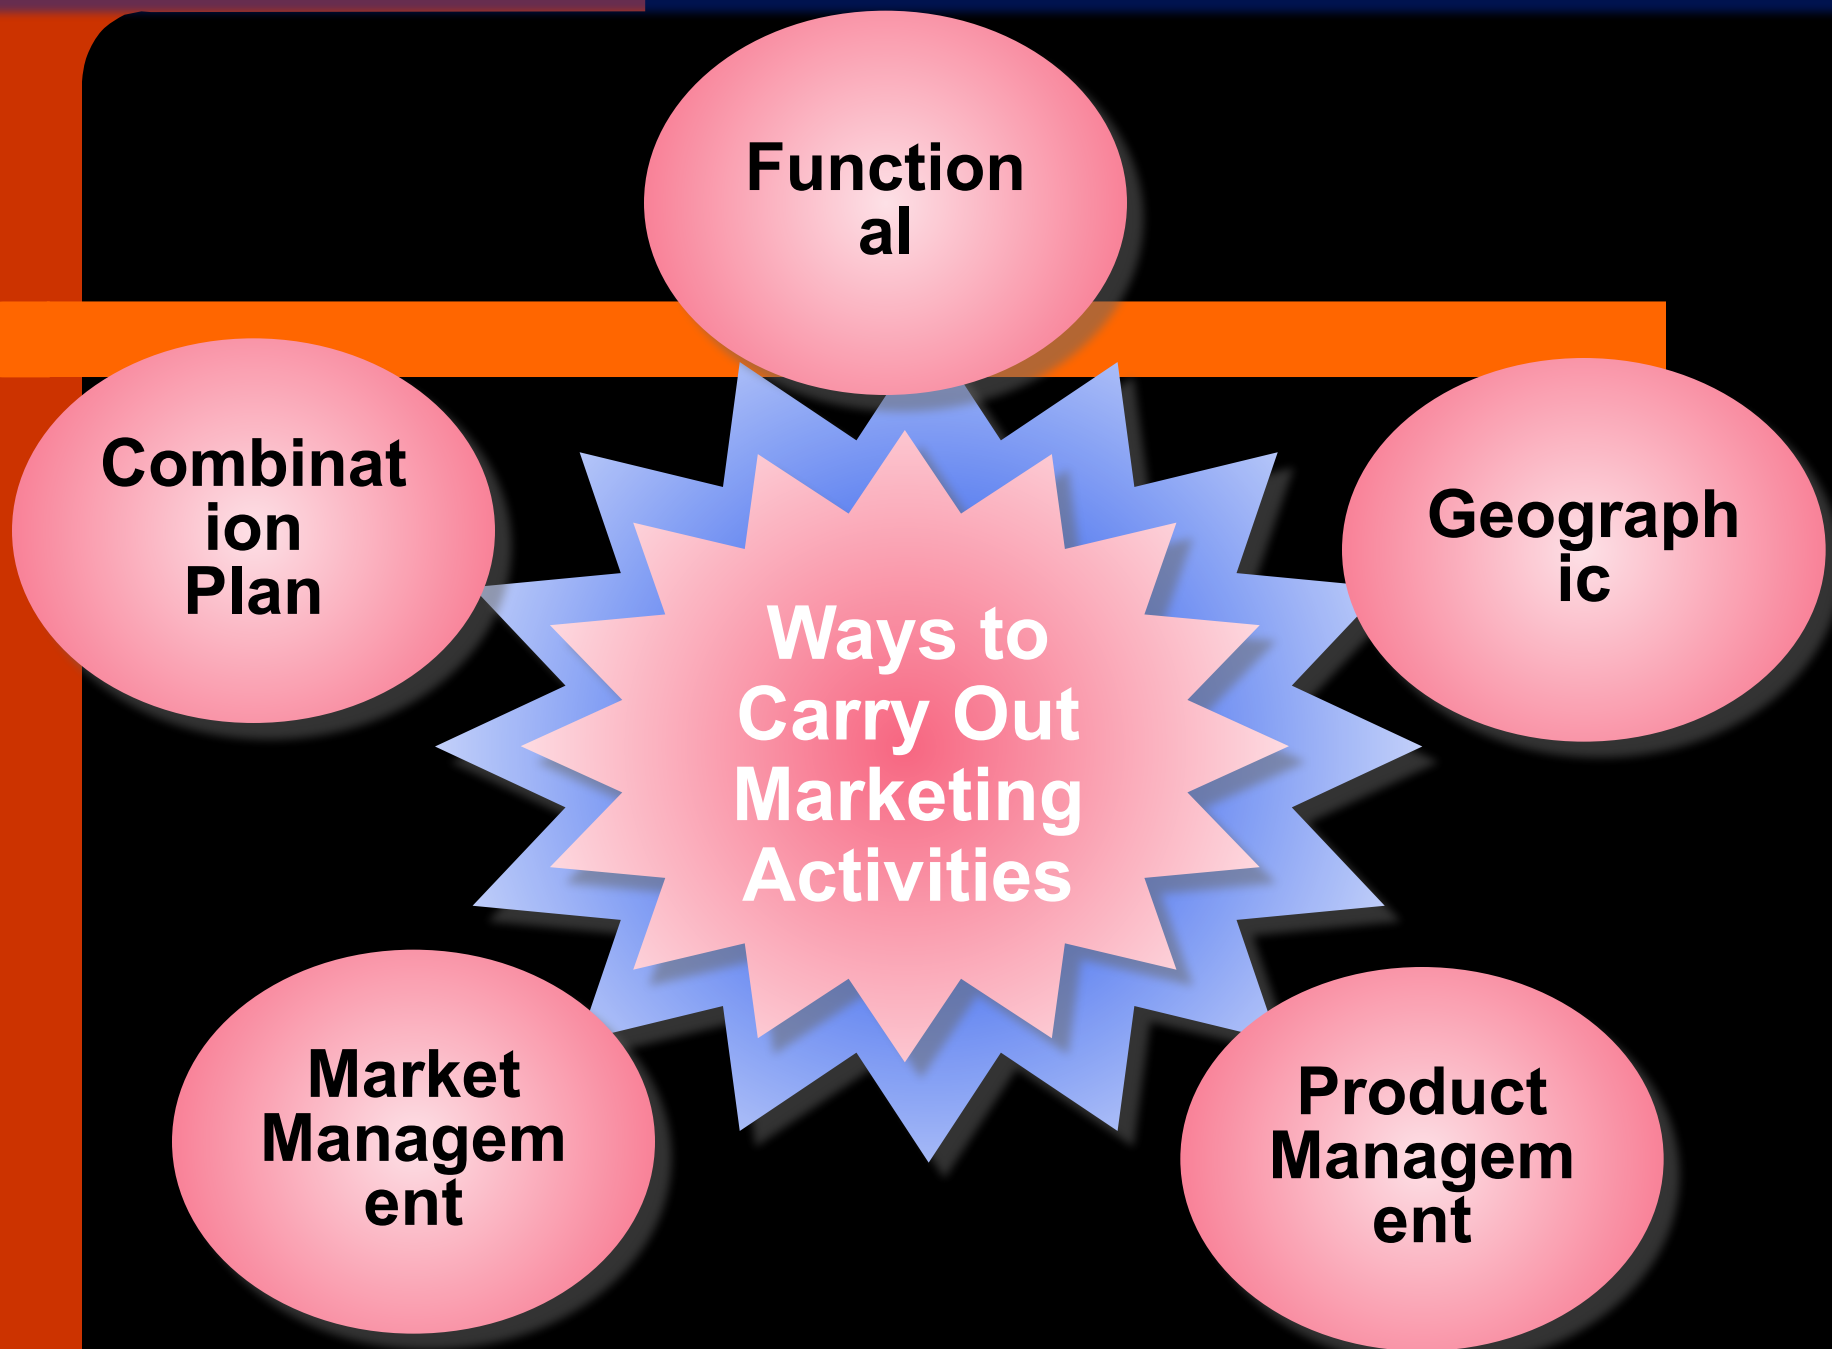 Function
al
Combinat
ion
Plan
Geograph
ic
Ways to
Carry Out
Marketing
Activities
Market
Managem
ent
Product
Managem
ent